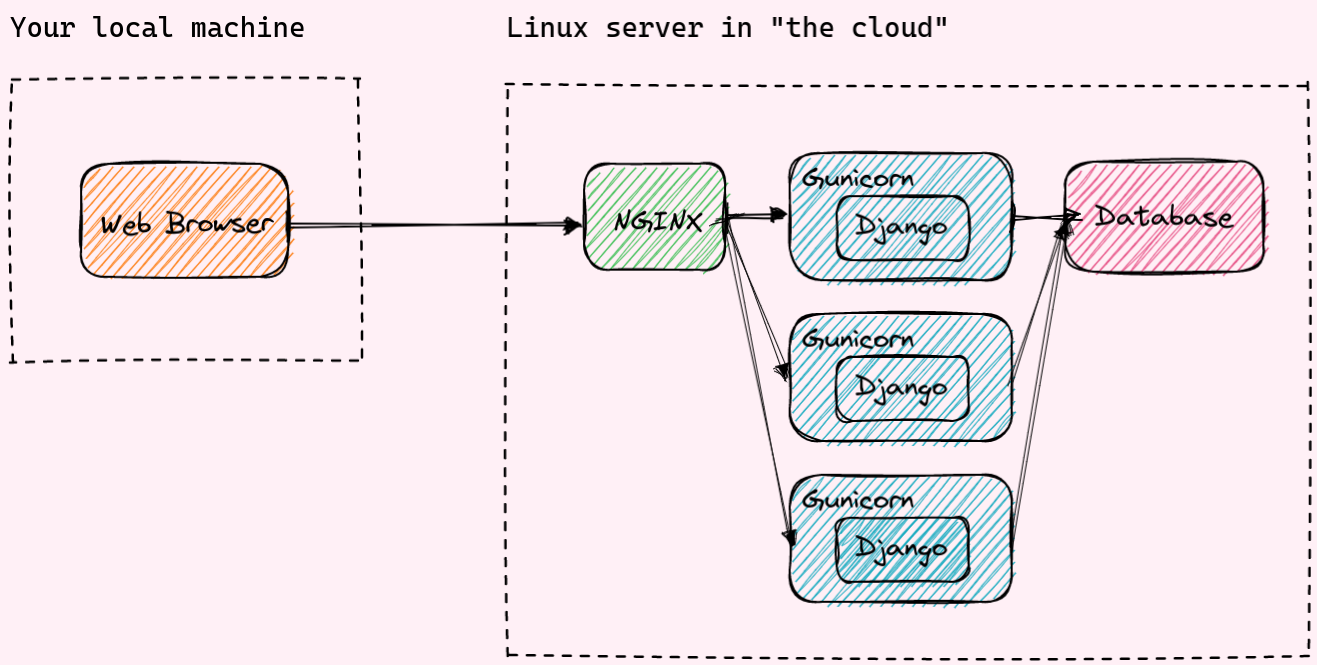 Your local machine
Linux server in "the cloud"
Web Browser
NGINX
Gunicorn
Django
Database
Gunicorn
Django
Gunicorn
Django